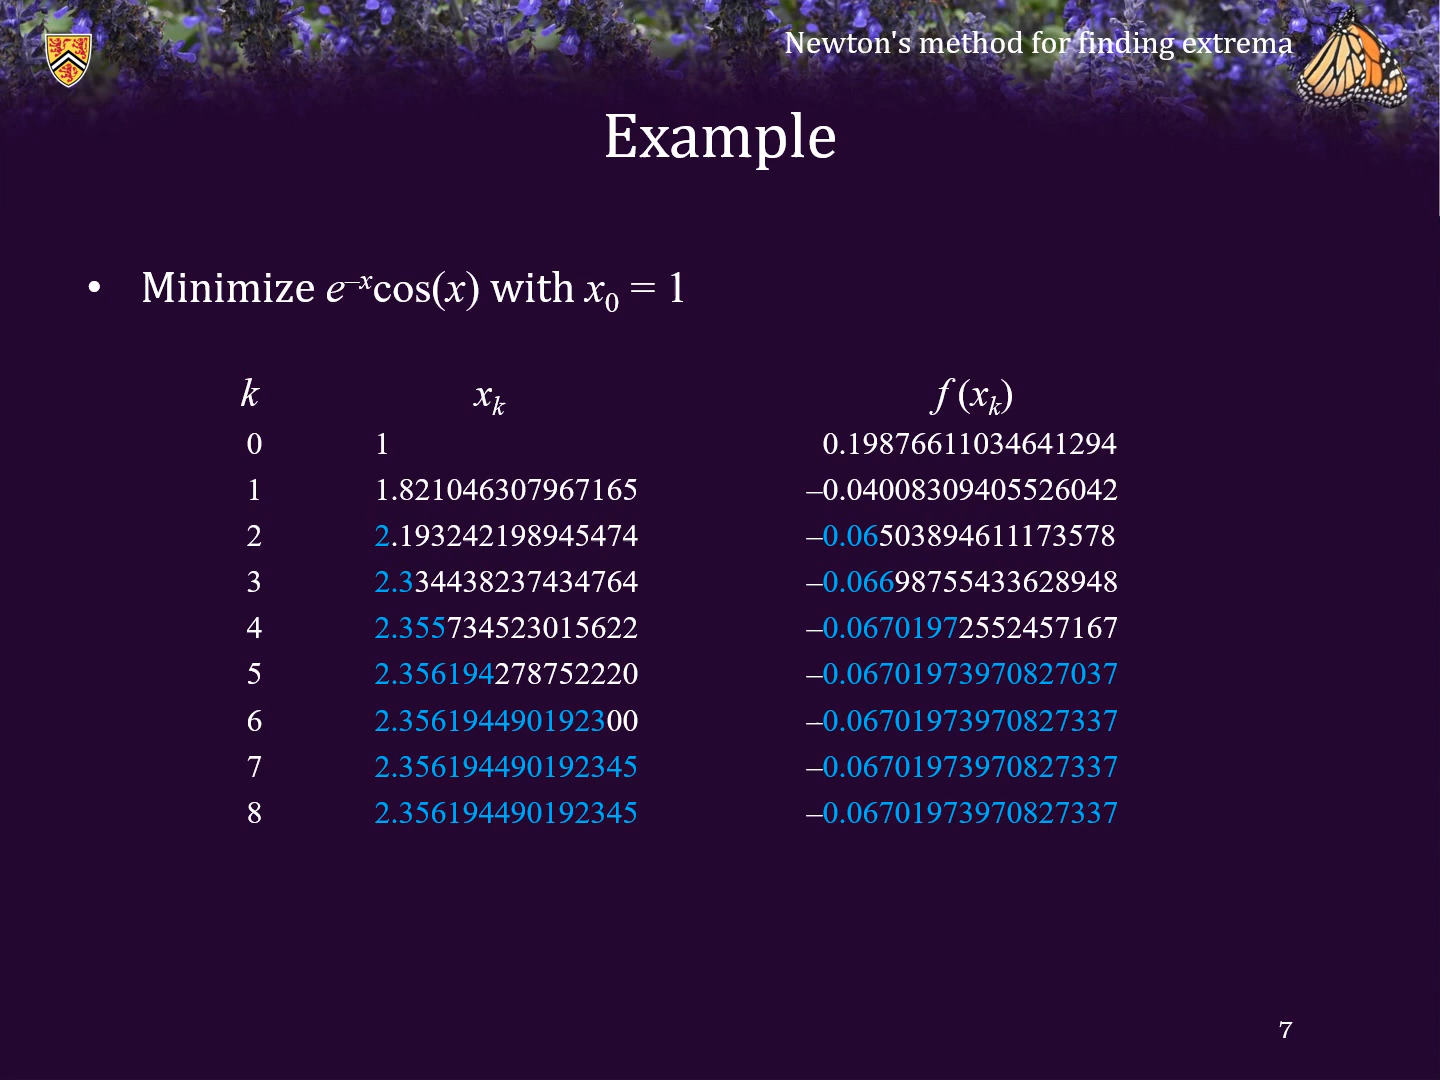 Newton's method for finding extrema
Example
• Minimize e⁻ˣcos(x) with x₀ = 1
k xₖ f (xₖ)
0 1 0.19876611034641294
1 1.821046307967165 –0.04008309405526042
2 2.193242198945474 –0.06503894611173578
3 2.334438237434764 –0.06698755433628948
4 2.355734523015622 –0.06701972552457167
5 2.356194278752220 –0.06701973970827037
6 2.35619449019230​0 –0.06701973970827337
7 2.356194490192345 –0.06701973970827337
8 2.356194490192345 –0.06701973970827337
7